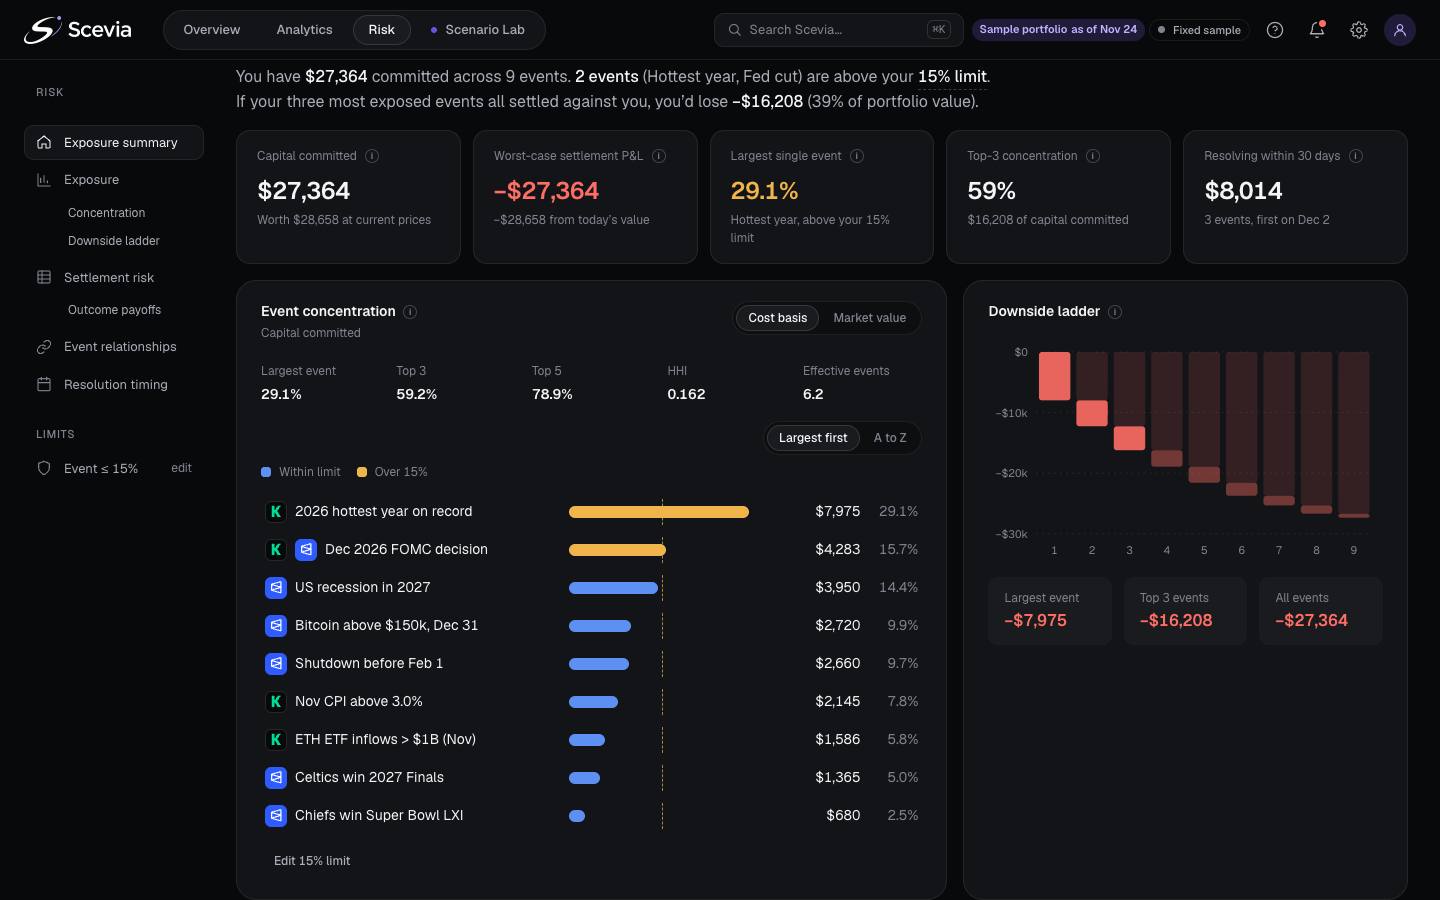 Scevia
Overview
Analytics
Risk
Scenario Lab
Search Scevia...
⌘K
Sample portfolio as of Nov 24
Fixed sample
RISK
Exposure summary
Exposure
Concentration
Downside ladder
Settlement risk
Outcome payoffs
Event relationships
Resolution timing
LIMITS
Event ≤ 15% edit
You have $27,364 committed across 9 events. 2 events (Hottest year, Fed cut) are above your 15% limit.
If your three most exposed events all settled against you, you'd lose −$16,208 (39% of portfolio value).
Capital committed
$27,364
Worth $28,658 at current prices
Worst-case settlement P&L
−$27,364
−$28,658 from today's value
Largest single event
29.1%
Hottest year, above your 15%
limit
Top-3 concentration
59%
$16,208 of capital committed
Resolving within 30 days
$8,014
3 events, first on Dec 2
Event concentration
Capital committed
Cost basis
Market value
Largest event Top 3 Top 5 HHI Effective events
29.1% 59.2% 78.9% 0.162 6.2
Largest first
A to Z
Within limit Over 15%
2026 hottest year on record $7,975 29.1%
Dec 2026 FOMC decision $4,283 15.7%
US recession in 2027 $3,950 14.4%
Bitcoin above $150k, Dec 31 $2,720 9.9%
Shutdown before Feb 1 $2,660 9.7%
Nov CPI above 3.0% $2,145 7.8%
ETH ETF inflows > $1B (Nov) $1,586 5.8%
Celtics win 2027 Finals $1,365 5.0%
Chiefs win Super Bowl LXI $680 2.5%
Edit 15% limit
Downside ladder
$0
−$10k
−$20k
−$30k
1 2 3 4 5 6 7 8 9
Largest event
−$7,975
Top 3 events
−$16,208
All events
−$27,364